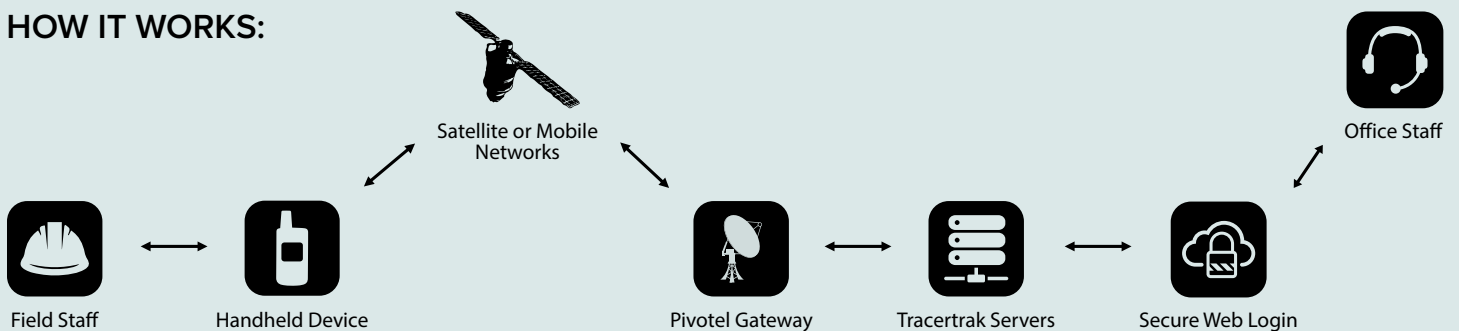 HOW IT WORKS:
Satellite or Mobile
Networks
Office Staff
Field Staff
Handheld Device
Pivotel Gateway
Tracertrak Servers
Secure Web Login